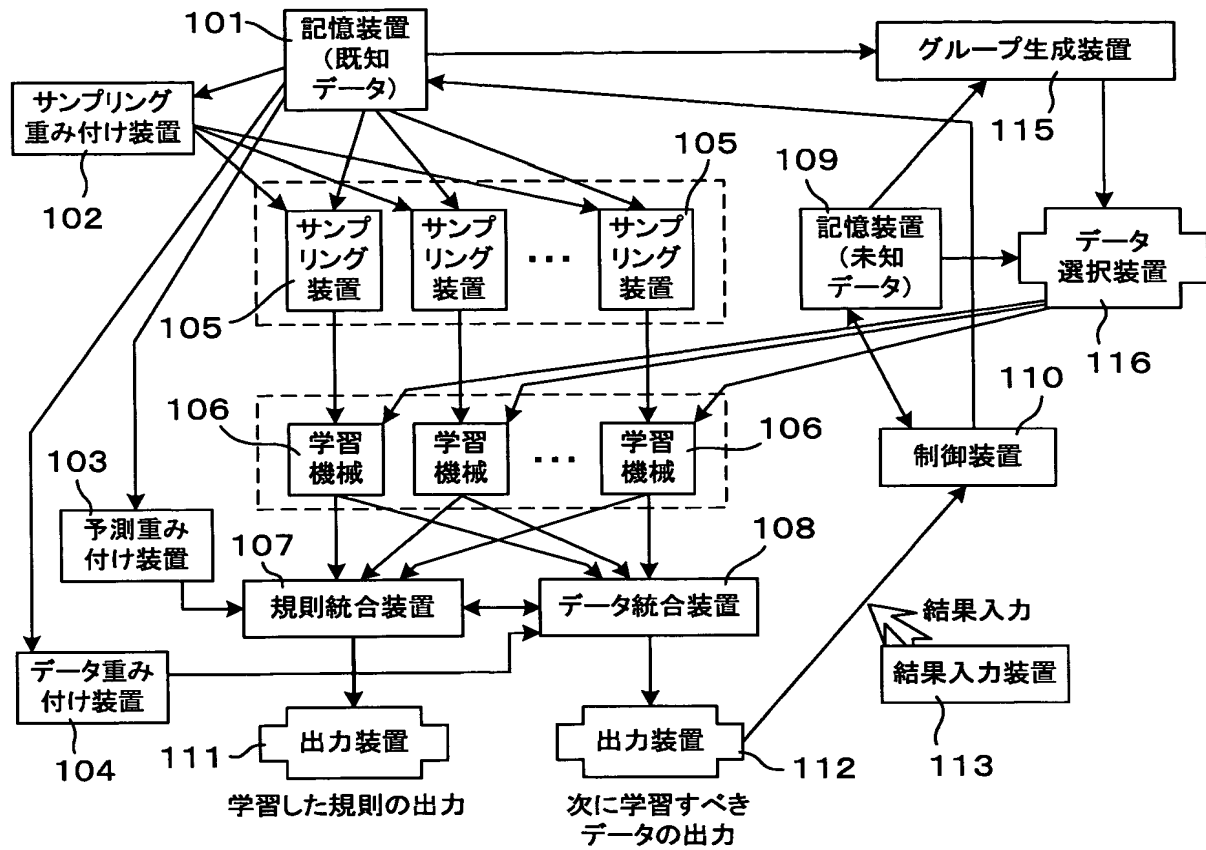 101
記憶装置
(既知
データ)
グループ生成装置
115
サンプリング
重み付け装置
102
105
109
サンプ
リング
装置
サンプ
リング
装置
...
サンプ
リング
装置
105
記憶装置
(未知
データ)
データ
選択装置
116
110
制御装置
106
学習
機械
学習
機械
...
学習
機械
106
103
予測重み
付け装置
107
規則統合装置
108
データ統合装置
結果入力
結果入力装置
113
データ重み
付け装置
104
111
出力装置
出力装置
112
学習した規則の出力
次に学習すべき
データの出力